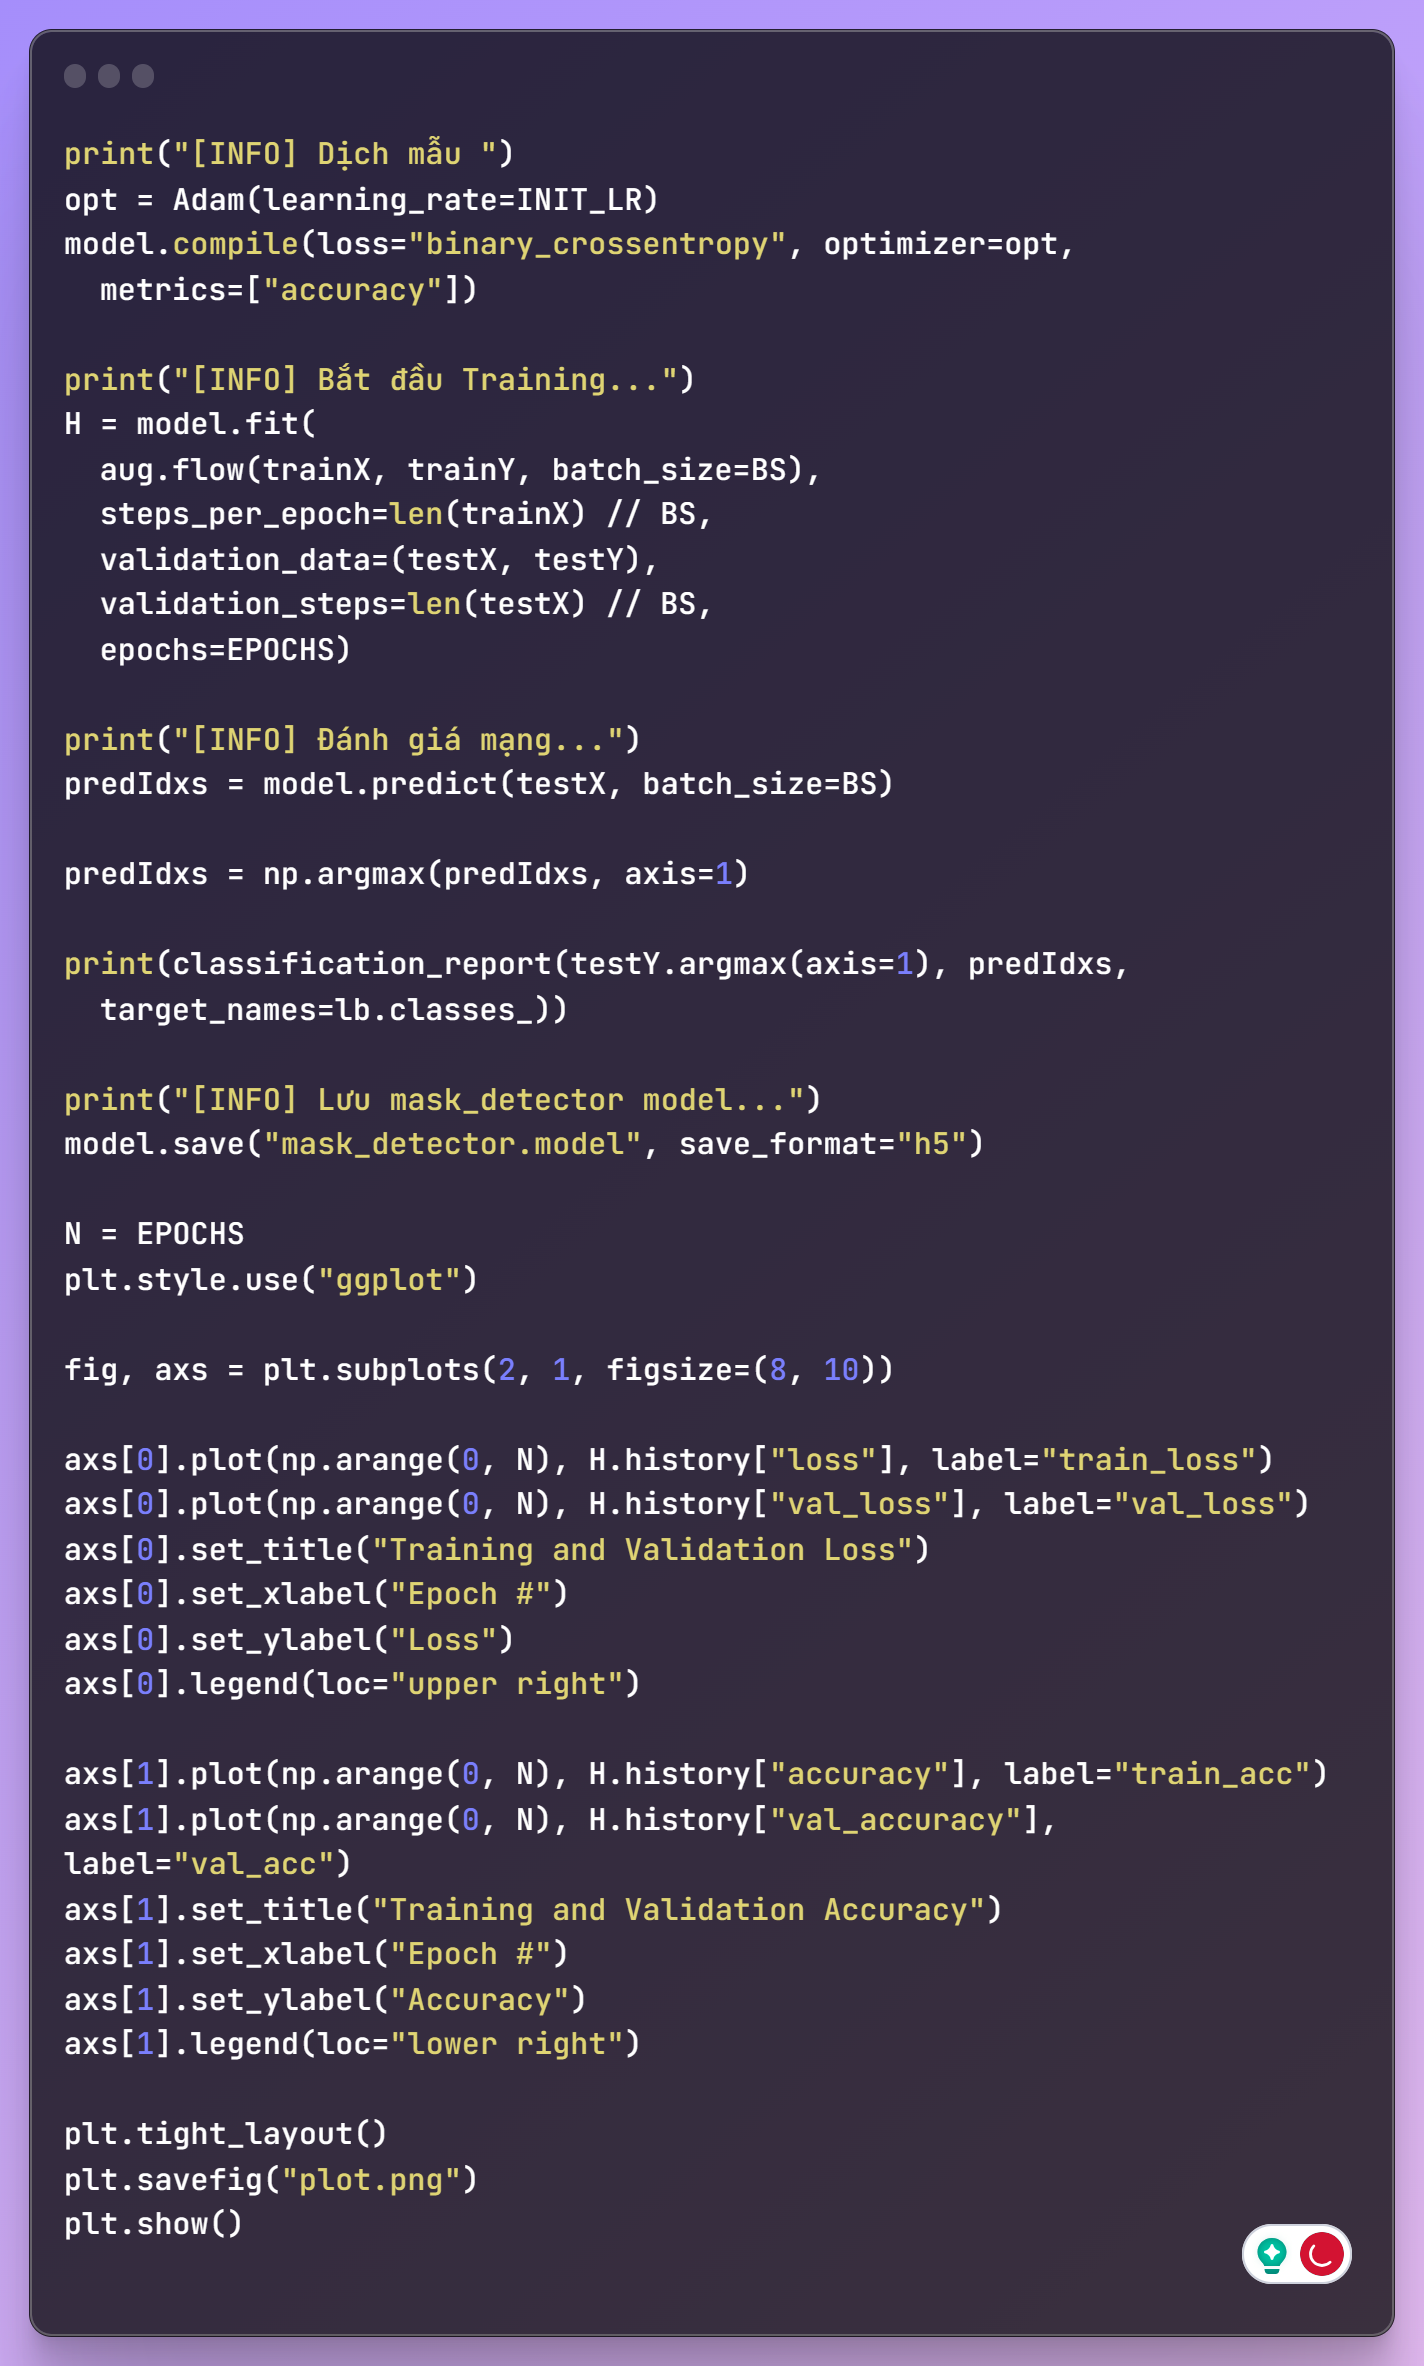 print("[INFO] Dịch mẫu ")
opt = Adam(learning_rate=INIT_LR)
model.compile(loss="binary_crossentropy", optimizer=opt,
  metrics=["accuracy"])

print("[INFO] Bắt đầu Training...")
H = model.fit(
  aug.flow(trainX, trainY, batch_size=BS),
  steps_per_epoch=len(trainX) // BS,
  validation_data=(testX, testY),
  validation_steps=len(testX) // BS,
  epochs=EPOCHS)

print("[INFO] Đánh giá mạng...")
predIdxs = model.predict(testX, batch_size=BS)

predIdxs = np.argmax(predIdxs, axis=1)

print(classification_report(testY.argmax(axis=1), predIdxs,
  target_names=lb.classes_))

print("[INFO] Lưu mask_detector model...")
model.save("mask_detector.model", save_format="h5")

N = EPOCHS
plt.style.use("ggplot")

fig, axs = plt.subplots(2, 1, figsize=(8, 10))

axs[0].plot(np.arange(0, N), H.history["loss"], label="train_loss")
axs[0].plot(np.arange(0, N), H.history["val_loss"], label="val_loss")
axs[0].set_title("Training and Validation Loss")
axs[0].set_xlabel("Epoch #")
axs[0].set_ylabel("Loss")
axs[0].legend(loc="upper right")

axs[1].plot(np.arange(0, N), H.history["accuracy"], label="train_acc")
axs[1].plot(np.arange(0, N), H.history["val_accuracy"],
label="val_acc")
axs[1].set_title("Training and Validation Accuracy")
axs[1].set_xlabel("Epoch #")
axs[1].set_ylabel("Accuracy")
axs[1].legend(loc="lower right")

plt.tight_layout()
plt.savefig("plot.png")
plt.show()